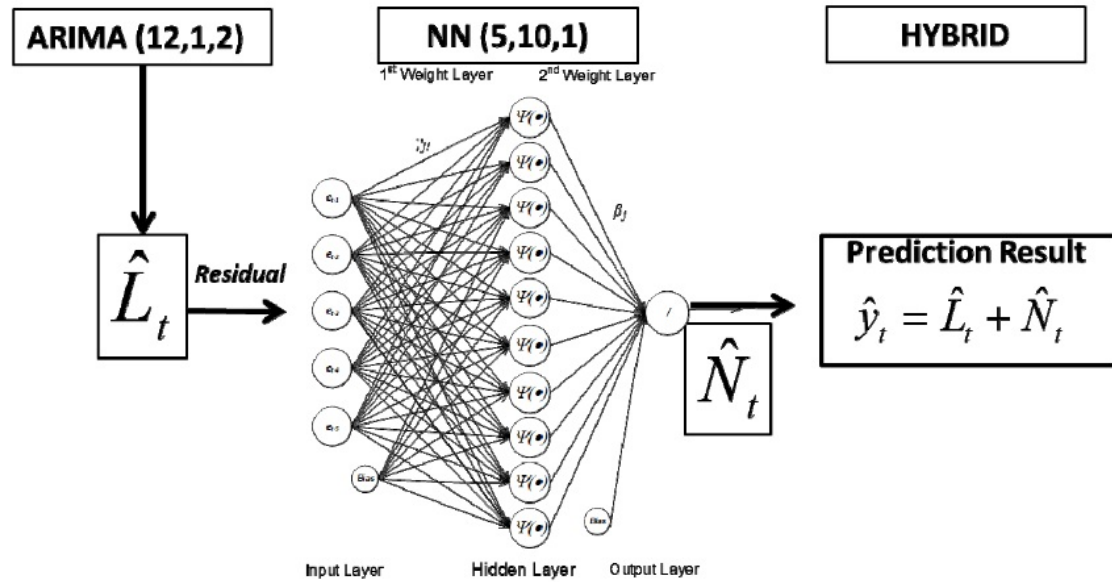 ARIMA (12,1,2)
NN (5,10,1)
HYBRID
1st Weight Layer
2nd Weight Layer
Ψ(•)
Ψ(•)
Ψ(•)
Ψ(•)
Ψ(•)
Ψ(•)
Ψ(•)
Ψ(•)
Ψ(•)
Ψ(•)
βj
L̂t
Residual
Bias
Bias
N̂t
Prediction Result
ŷt = L̂t + N̂t
Input Layer
Hidden Layer
Output Layer